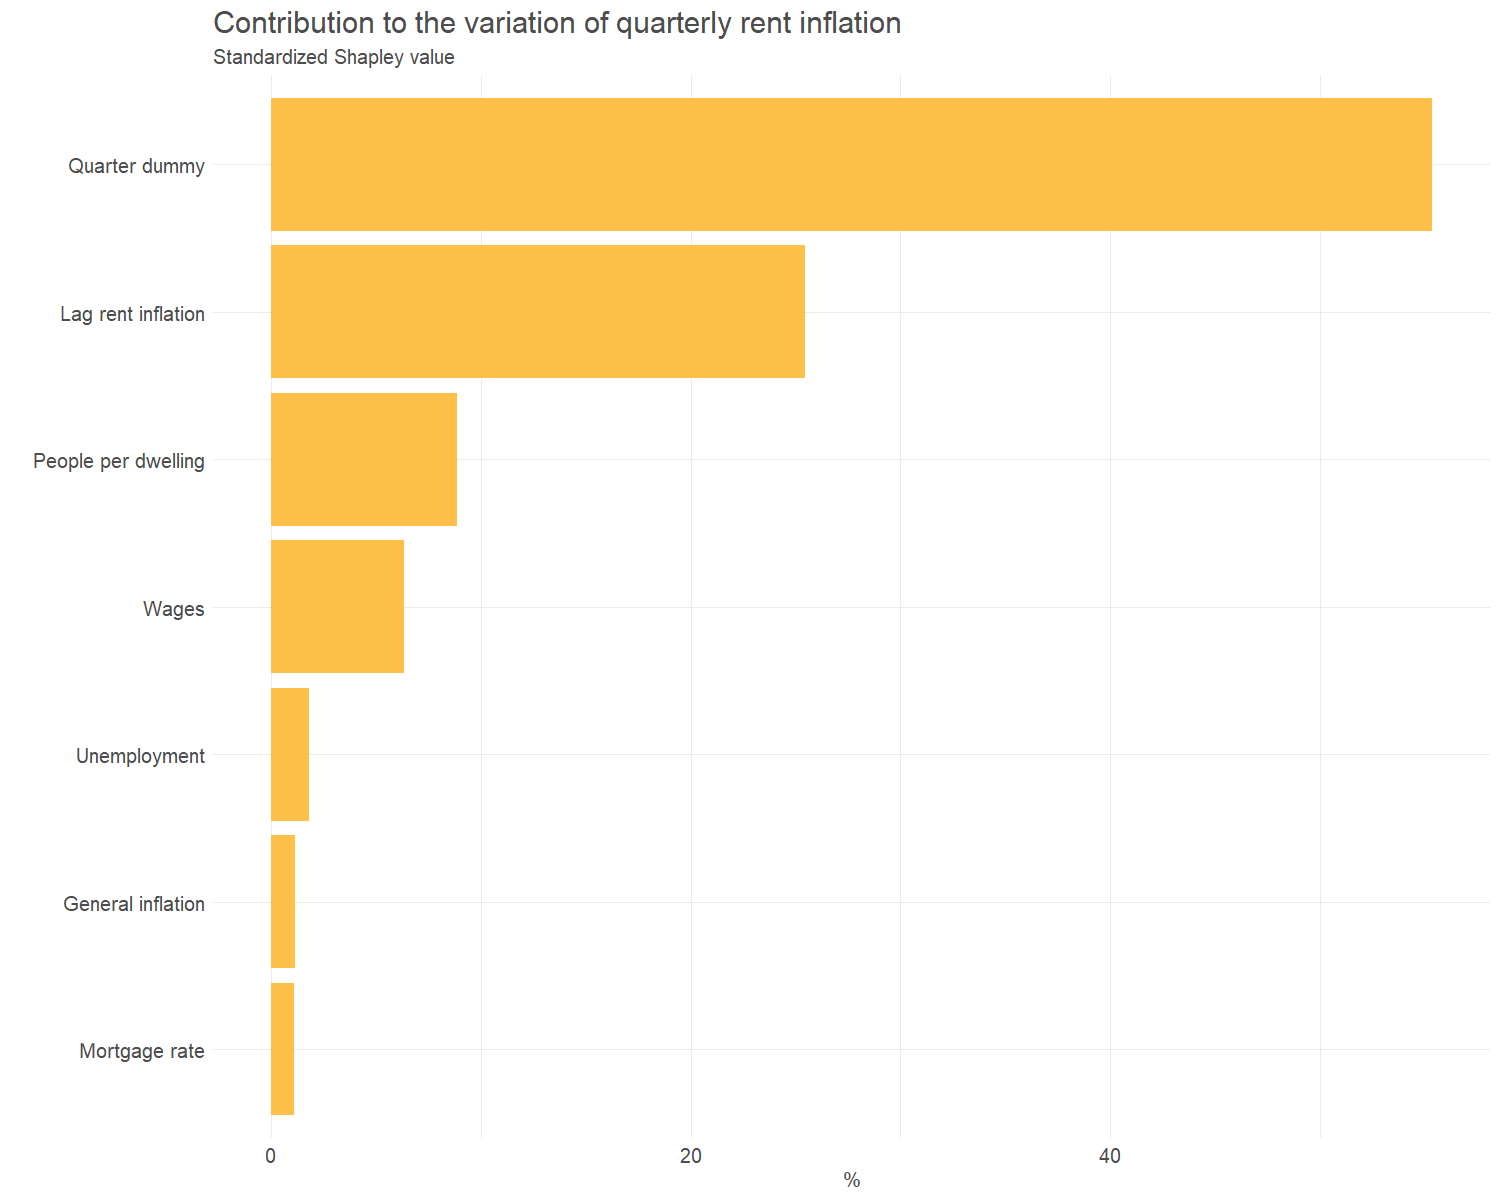 Contribution to the variation of quarterly rent inflation
Standardized Shapley value
Quarter dummy
Lag rent inflation
People per dwelling
Wages
Unemployment
General inflation
Mortgage rate
0 20 40
%